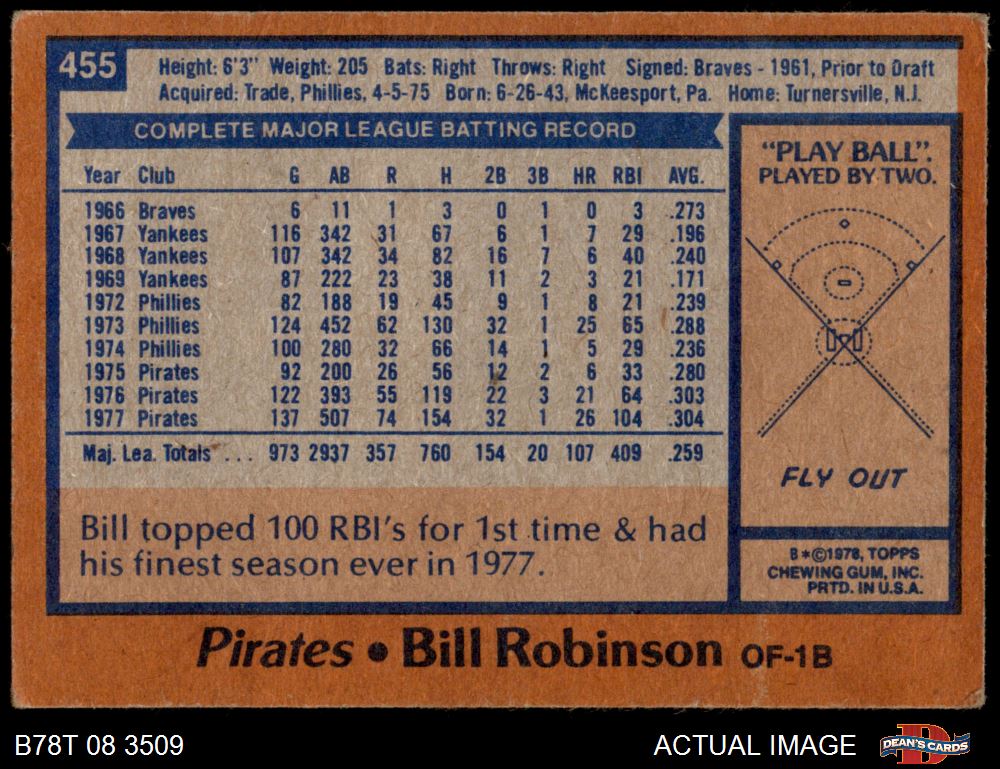 455
Height: 6'3" Weight: 205 Bats: Right Throws: Right Signed: Braves - 1961, Prior to Draft
Acquired: Trade, Phillies, 4-5-75 Born: 6-26-43, McKeesport, Pa. Home: Turnersville, N.J.
COMPLETE MAJOR LEAGUE BATTING RECORD
Year Club G AB R H 2B 3B HR RBI AVG.
1966 Braves 6 11 1 3 0 1 0 3 .273
1967 Yankees 116 342 31 67 6 1 7 29 .196
1968 Yankees 107 342 34 82 16 7 6 40 .240
1969 Yankees 87 222 23 38 11 2 3 21 .171
1972 Phillies 82 188 19 45 9 1 8 21 .239
1973 Phillies 124 452 62 130 32 1 25 65 .288
1974 Phillies 100 280 32 66 14 1 5 29 .236
1975 Pirates 92 200 26 56 12 2 6 33 .280
1976 Pirates 122 393 55 119 22 3 21 64 .303
1977 Pirates 137 507 74 154 32 1 26 104 .304
Maj. Lea. Totals . . . 973 2937 357 760 154 20 107 409 .259
Bill topped 100 RBI's for 1st time & had
his finest season ever in 1977.
"PLAY BALL".
PLAYED BY TWO.
FLY OUT
B*©1978, TOPPS
CHEWING GUM, INC.
PRTD. IN U.S.A.
Pirates • Bill Robinson OF-1B
B78T 08 3509
ACTUAL IMAGE
DEAN'S CARDS